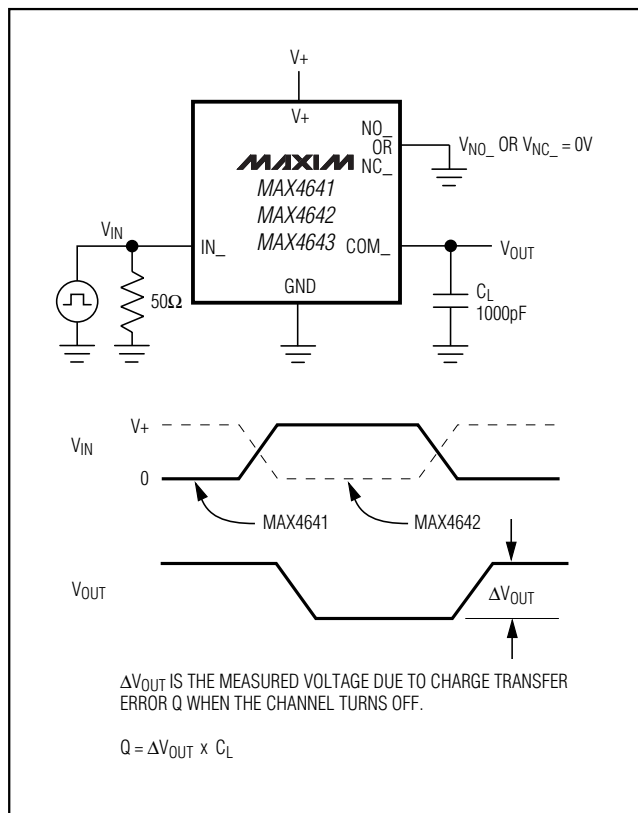 V+
V+
NO_
OR
NC_
V_NO_ OR V_NC_ = 0V
MAXIM
MAX4641
MAX4642
MAX4643
V_IN
IN_
COM_
V_OUT
50Ω
GND
C_L
1000pF
V+
V_IN
0
MAX4641
MAX4642
V_OUT
ΔV_OUT
ΔV_OUT IS THE MEASURED VOLTAGE DUE TO CHARGE TRANSFER
ERROR Q WHEN THE CHANNEL TURNS OFF.
Q = ΔV_OUT x C_L